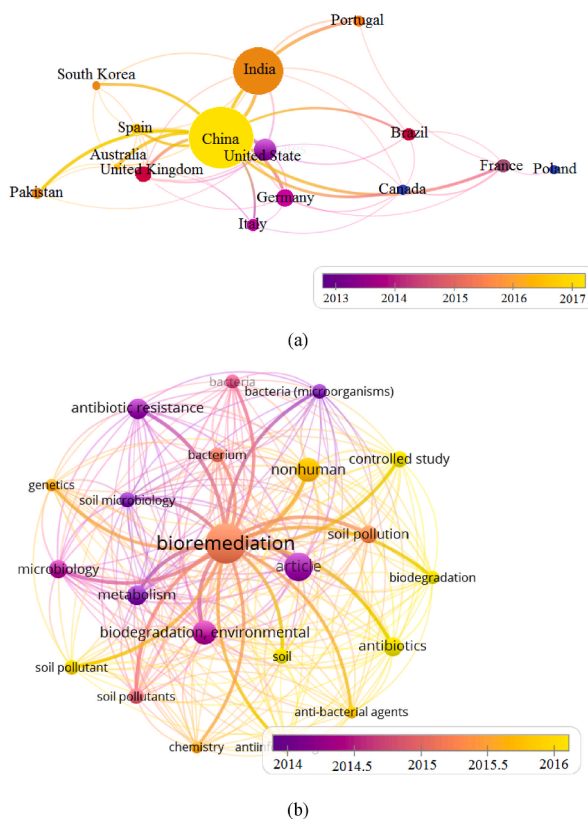 Portugal
India
South Korea
Spain
China
Brazil
Australia
United State
United Kingdom
France
Poland
Pakistan
Germany
Canada
Italy
2013 2014 2015 2016 2017
(a)
bacteria
bacteria (microorganisms)
antibiotic resistance
bacterium
nonhuman
controlled study
genetics
soil microbiology
bioremediation
soil pollution
article
microbiology
biodegradation
metabolism
biodegradation, environmental
antibiotics
soil
soil pollutant
soil pollutants
anti-bacterial agents
chemistry
2014 2014.5 2015 2015.5 2016
(b)